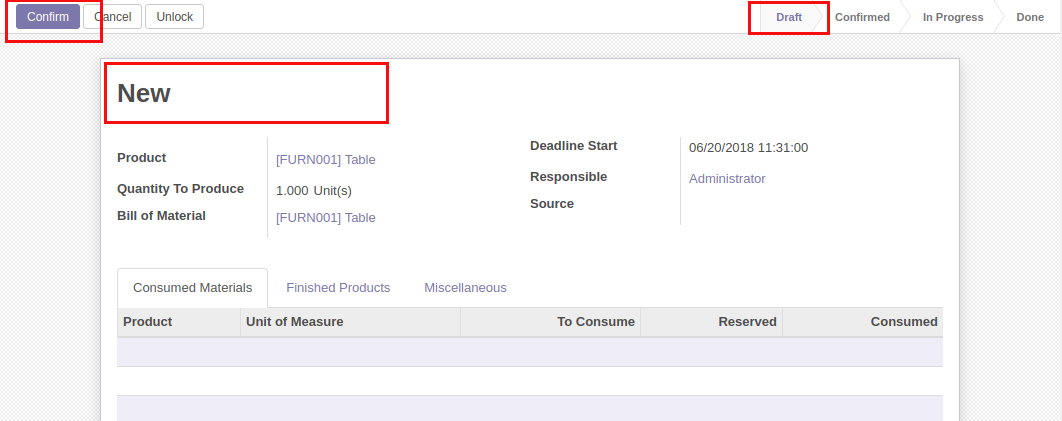 Confirm Cancel Unlock Draft Confirmed In Progress Done
New
Product [FURN001] Table
Quantity To Produce 1.000 Unit(s)
Bill of Material [FURN001] Table
Deadline Start 06/20/2018 11:31:00
Responsible Administrator
Source
Consumed Materials Finished Products Miscellaneous
Product Unit of Measure To Consume Reserved Consumed